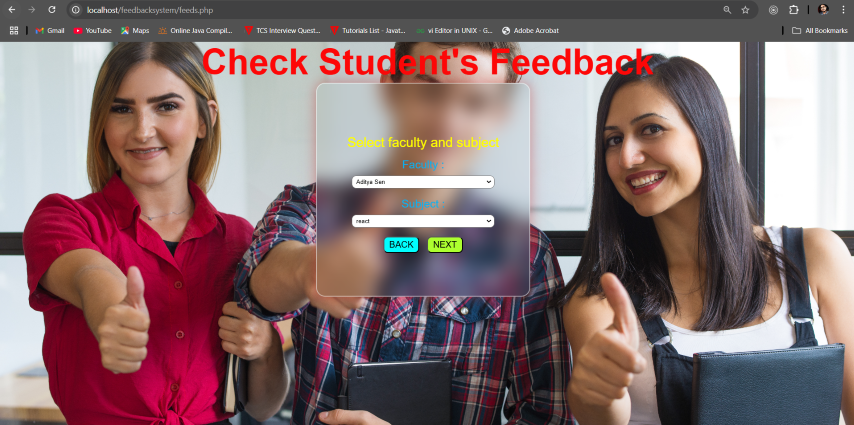 localhost/feedbacksystem/feeds.php
Gmail YouTube Maps Online Java Compil... TCS Interview Quest... Tutorials List - Javat... vi Editor in UNIX - G... Adobe Acrobat All Bookmarks
Check Student's Feedback
Select faculty and subject
Faculty :
Aditya Sen
Subject :
react
BACK NEXT